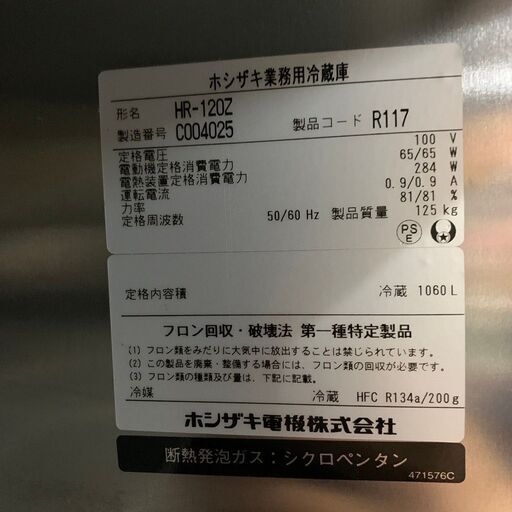 ホシザキ業務用冷蔵庫
形名 HR-120Z
製造番号 C004025 製品コード R117
定格電圧 100 V
電動機定格消費電力 65/65 W
電熱装置定格消費電力 284 W
運転電流 0.9/0.9 A
力率 81/81 %
定格周波数 50/60 Hz 製品質量 125 kg
PS
E
定格内容積 冷蔵 1060 L
フロン回収・破壊法 第一種特定製品
(1) フロン類をみだりに大気中に放出することは禁じられています。
(2) この製品を廃棄・整備する場合には、フロン類の回収が必要です。
(3) フロン類の種類及び量は、下記に記載。
冷媒 冷蔵 HFC R134a/200g
ホシザキ電機株式会社
断熱発泡ガス：シクロペンタン
471576C